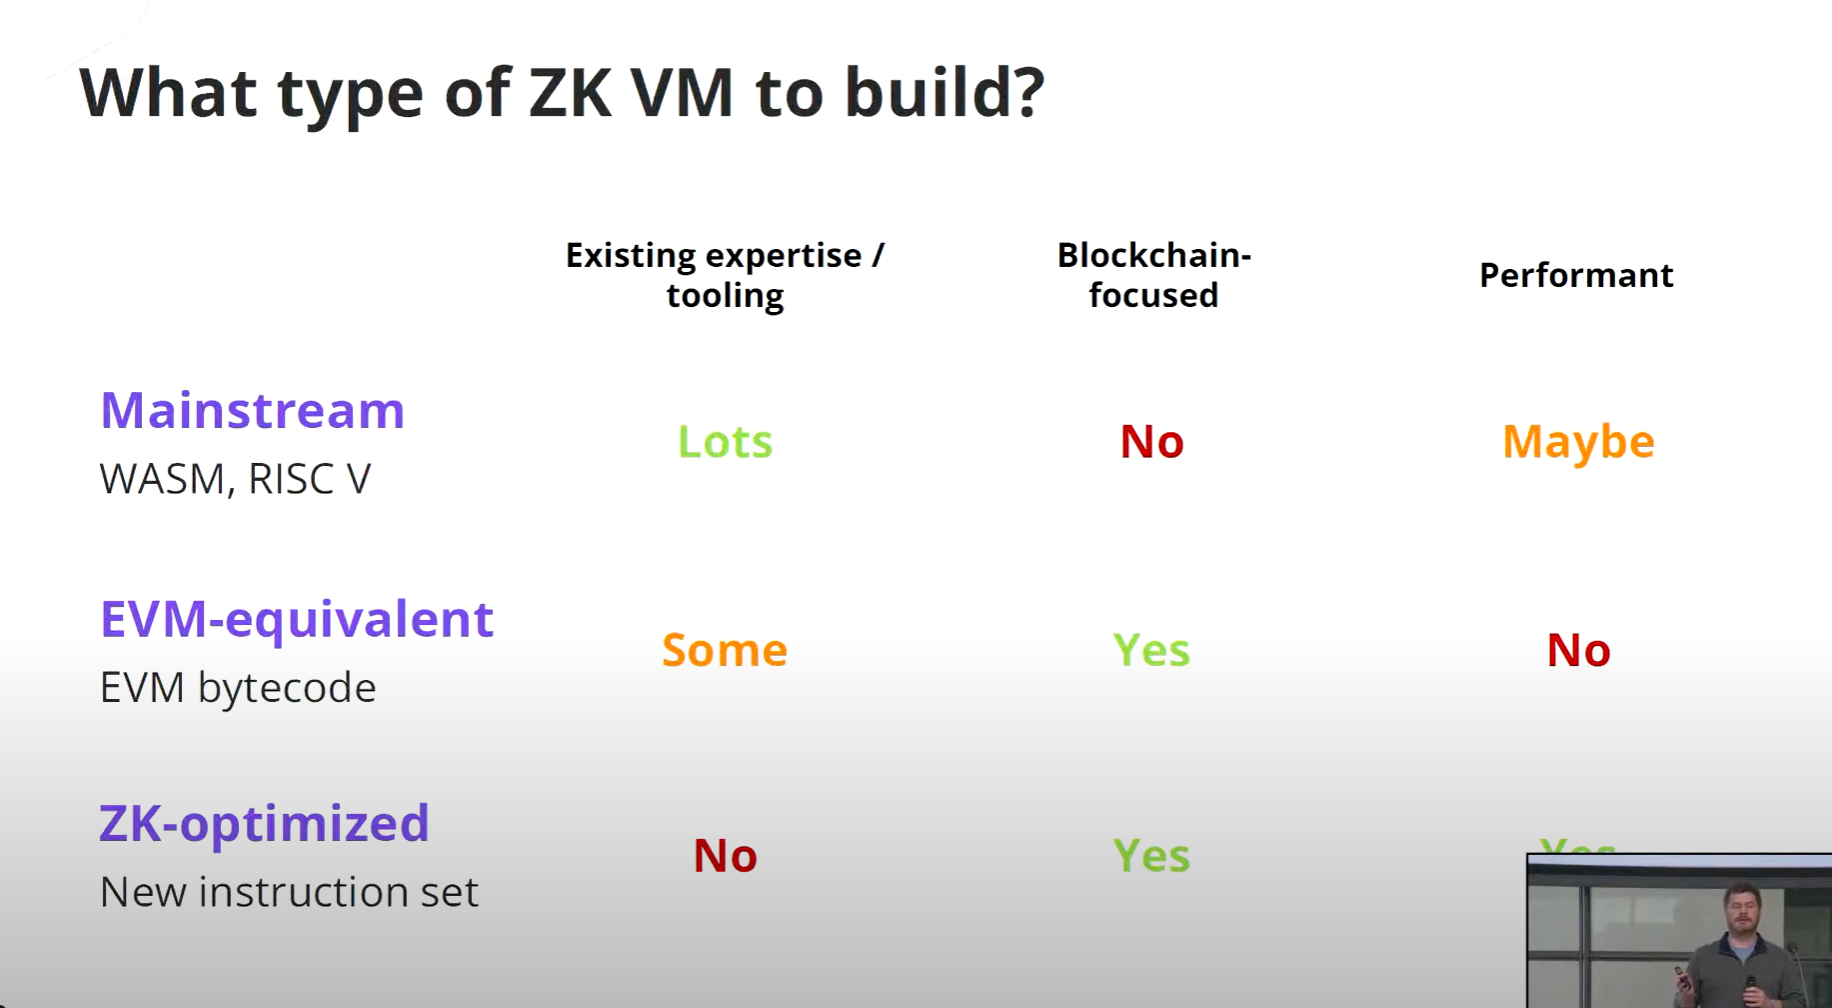 What type of ZK VM to build?
Existing expertise /
tooling
Blockchain-
focused
Performant
Mainstream
WASM, RISC V
Lots
No
Maybe
EVM-equivalent
EVM bytecode
Some
Yes
No
ZK-optimized
New instruction set
No
Yes
Yes